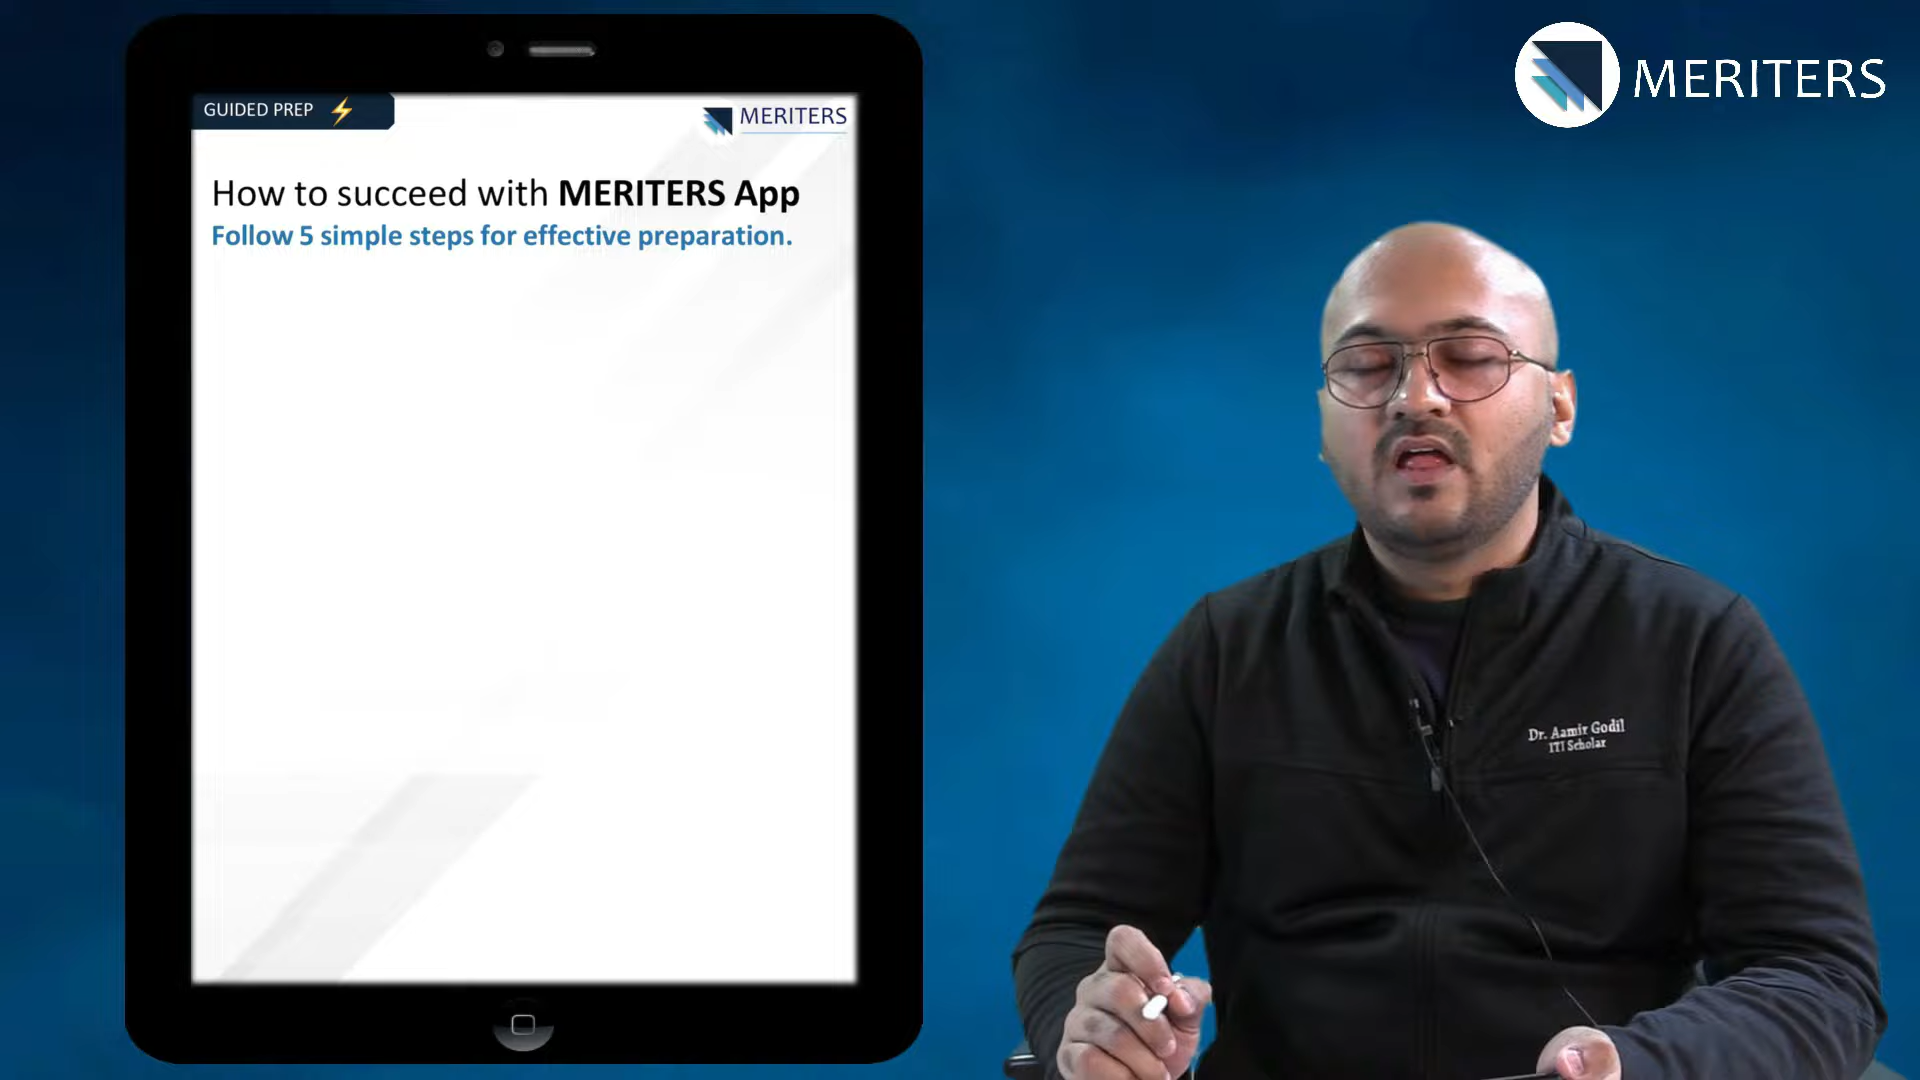 GUIDED PREP
MERITERS
How to succeed with MERITERS App
Follow 5 simple steps for effective preparation.
MERITERS
Dr. Aamir Godil
ITI Scholar